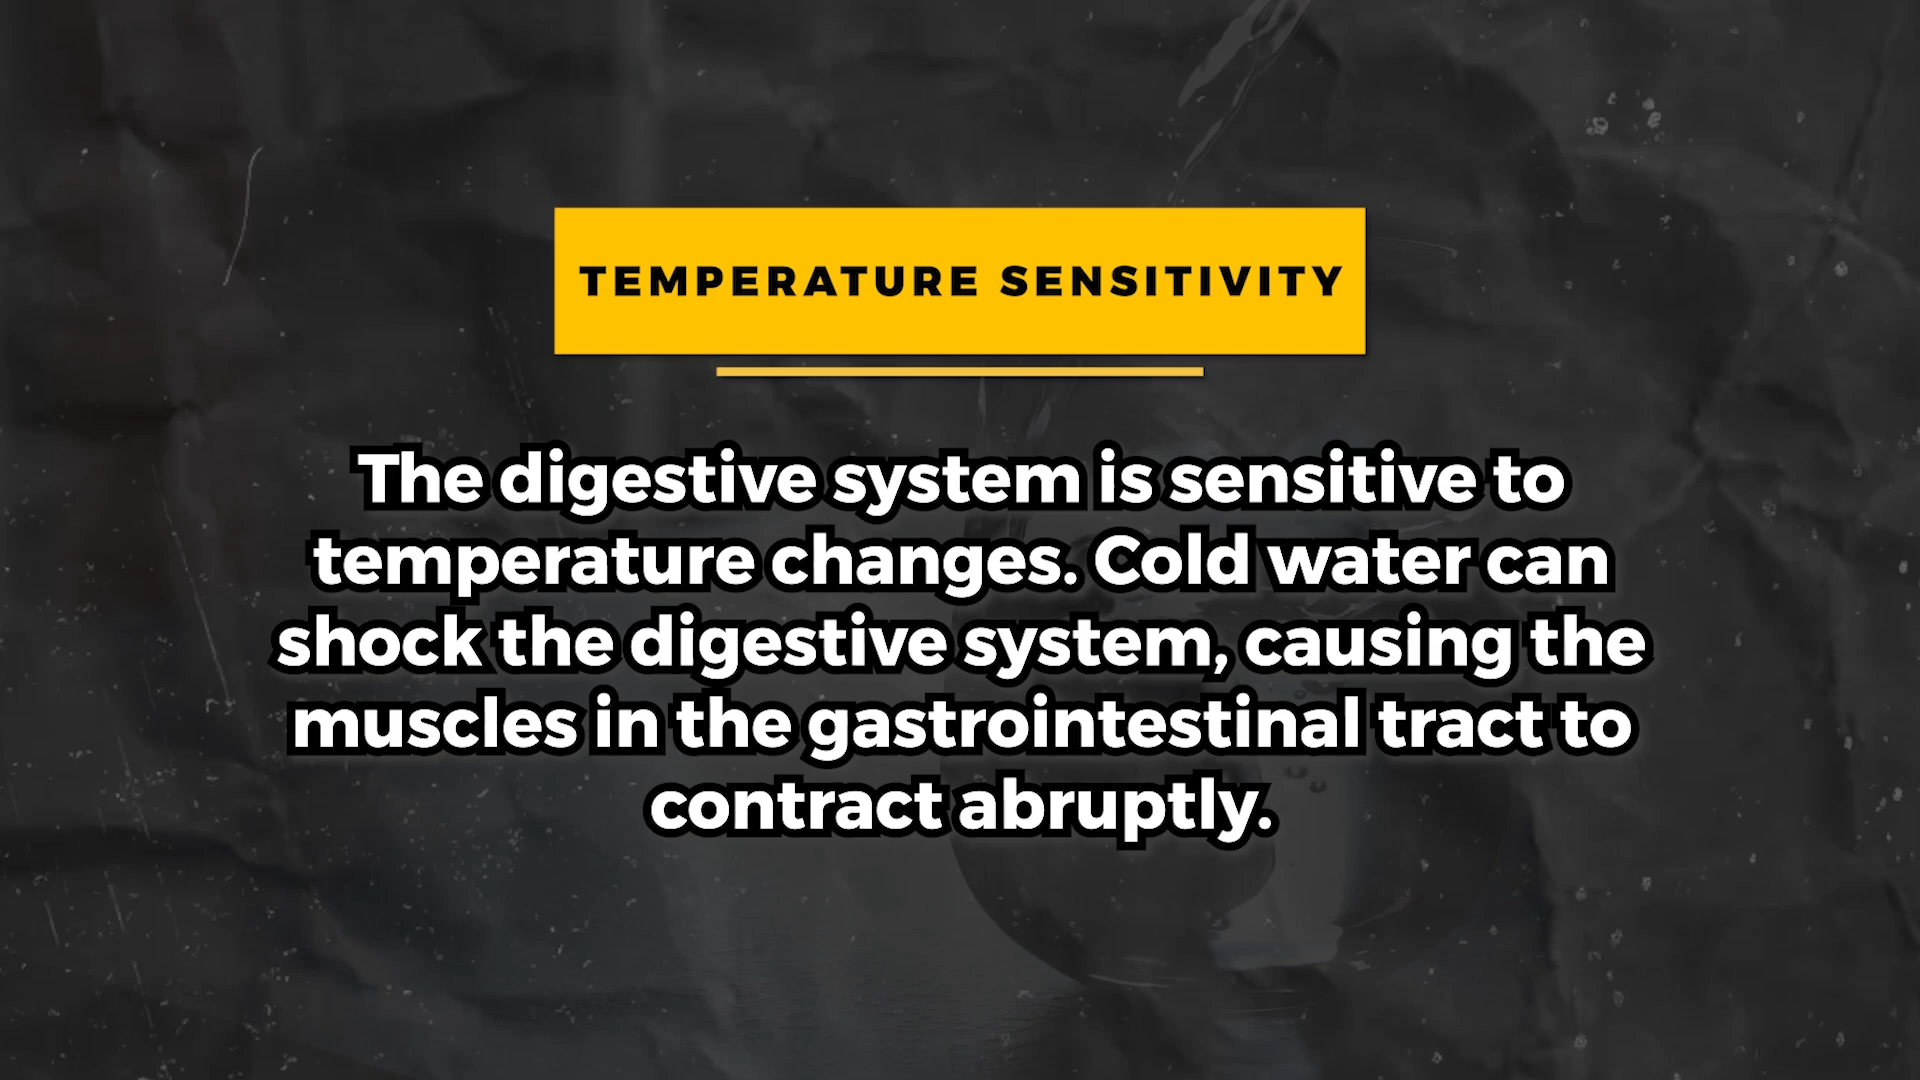 TEMPERATURE SENSITIVITY
The digestive system is sensitive to
temperature changes. Cold water can
shock the digestive system, causing the
muscles in the gastrointestinal tract to
contract abruptly.